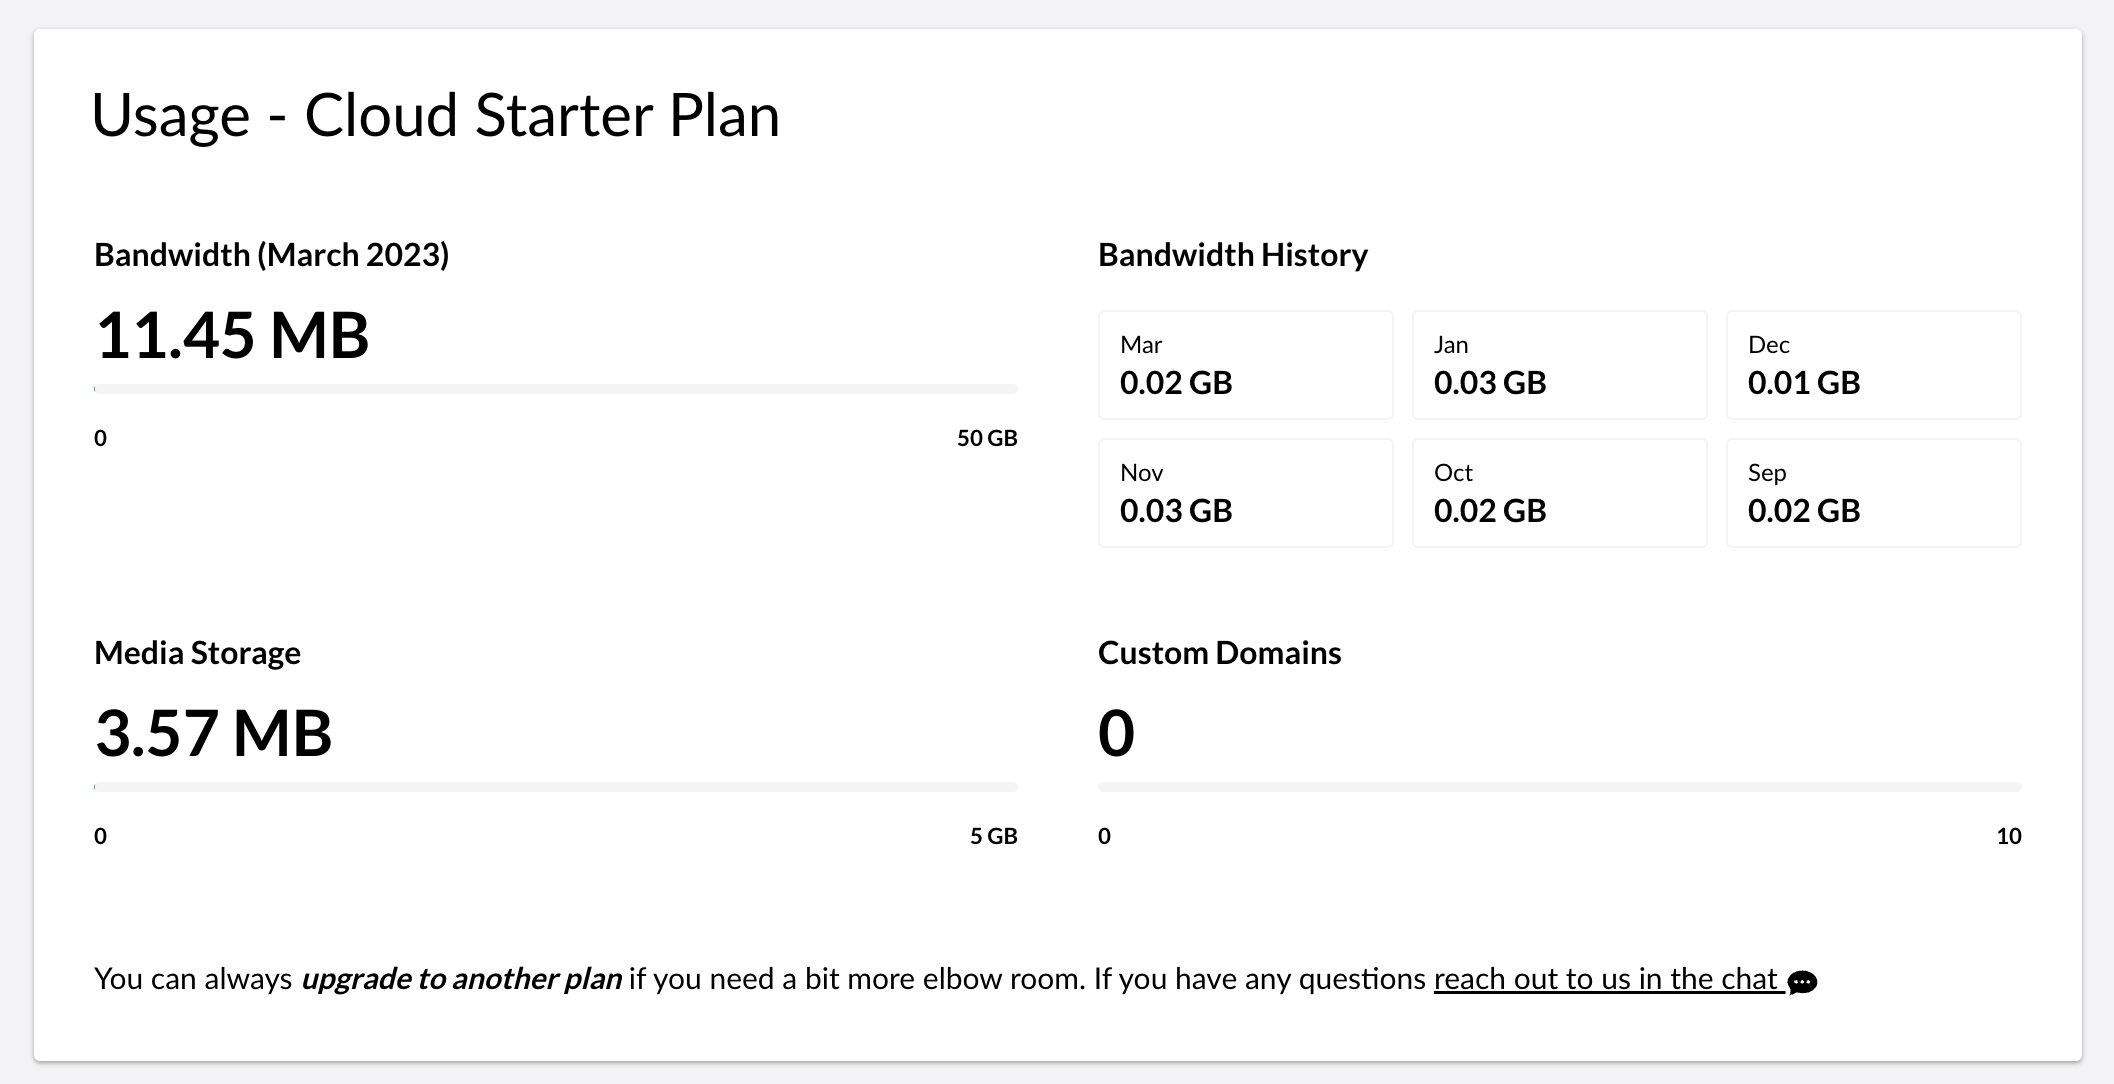 Usage - Cloud Starter Plan
Bandwidth (March 2023)
11.45 MB
0
50 GB
Bandwidth History
Mar
0.02 GB
Jan
0.03 GB
Dec
0.01 GB
Nov
0.03 GB
Oct
0.02 GB
Sep
0.02 GB
Media Storage
3.57 MB
0
5 GB
Custom Domains
0
0
10
You can always upgrade to another plan if you need a bit more elbow room. If you have any questions reach out to us in the chat